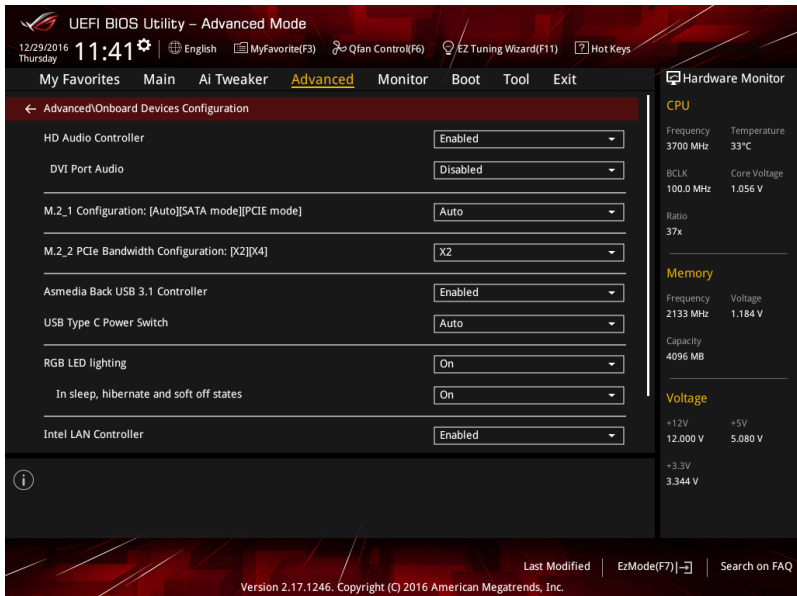 UEFI BIOS Utility – Advanced Mode
12/29/2016 Thursday 11:41 English MyFavorite(F3) Qfan Control(F6) EZ Tuning Wizard(F11) ? Hot Keys
My Favorites Main Ai Tweaker Advanced Monitor Boot Tool Exit
← Advanced\Onboard Devices Configuration
HD Audio Controller Enabled
DVI Port Audio Disabled
M.2_1 Configuration: [Auto][SATA mode][PCIE mode] Auto
M.2_2 PCIe Bandwidth Configuration: [X2][X4] X2
Asmedia Back USB 3.1 Controller Enabled
USB Type C Power Switch Auto
RGB LED lighting On
In sleep, hibernate and soft off states On
Intel LAN Controller Enabled
Hardware Monitor
CPU
Frequency Temperature
3700 MHz 33°C
BCLK Core Voltage
100.0 MHz 1.056 V
Ratio
37x
Memory
Frequency Voltage
2133 MHz 1.184 V
Capacity
4096 MB
Voltage
+12V +5V
12.000 V 5.080 V
+3.3V
3.344 V
Last Modified EzMode(F7) Search on FAQ
Version 2.17.1246. Copyright (C) 2016 American Megatrends, Inc.